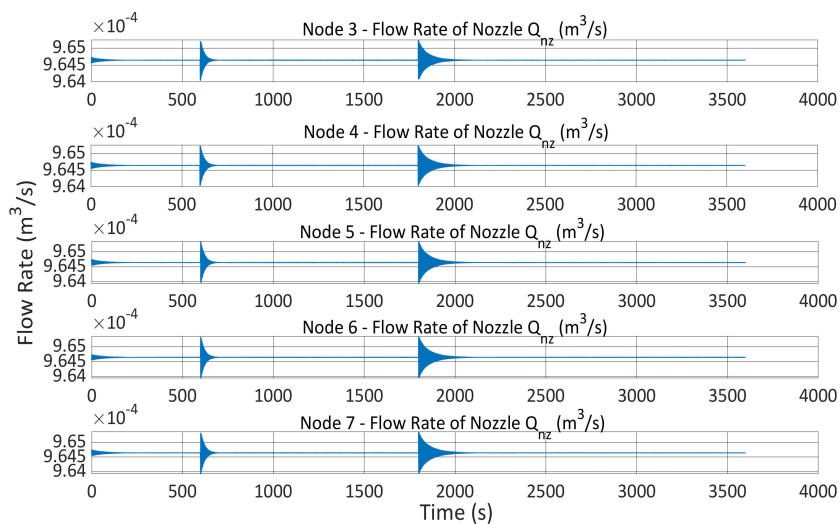 ×10⁻⁴
Node 3 - Flow Rate of Nozzle Qnz (m³/s)
9.65
9.645
9.64
0 500 1000 1500 2000 2500 3000 3500 4000
×10⁻⁴
Node 4 - Flow Rate of Nozzle Qnz (m³/s)
9.65
9.645
9.64
0 500 1000 1500 2000 2500 3000 3500 4000
×10⁻⁴
Node 5 - Flow Rate of Nozzle Qnz (m³/s)
9.65
9.645
9.64
0 500 1000 1500 2000 2500 3000 3500 4000
×10⁻⁴
Node 6 - Flow Rate of Nozzle Qnz (m³/s)
9.65
9.645
9.64
0 500 1000 1500 2000 2500 3000 3500 4000
×10⁻⁴
Node 7 - Flow Rate of Nozzle Qnz (m³/s)
9.65
9.645
9.64
0 500 1000 1500 2000 2500 3000 3500 4000
Flow Rate (m³/s)
Time (s)